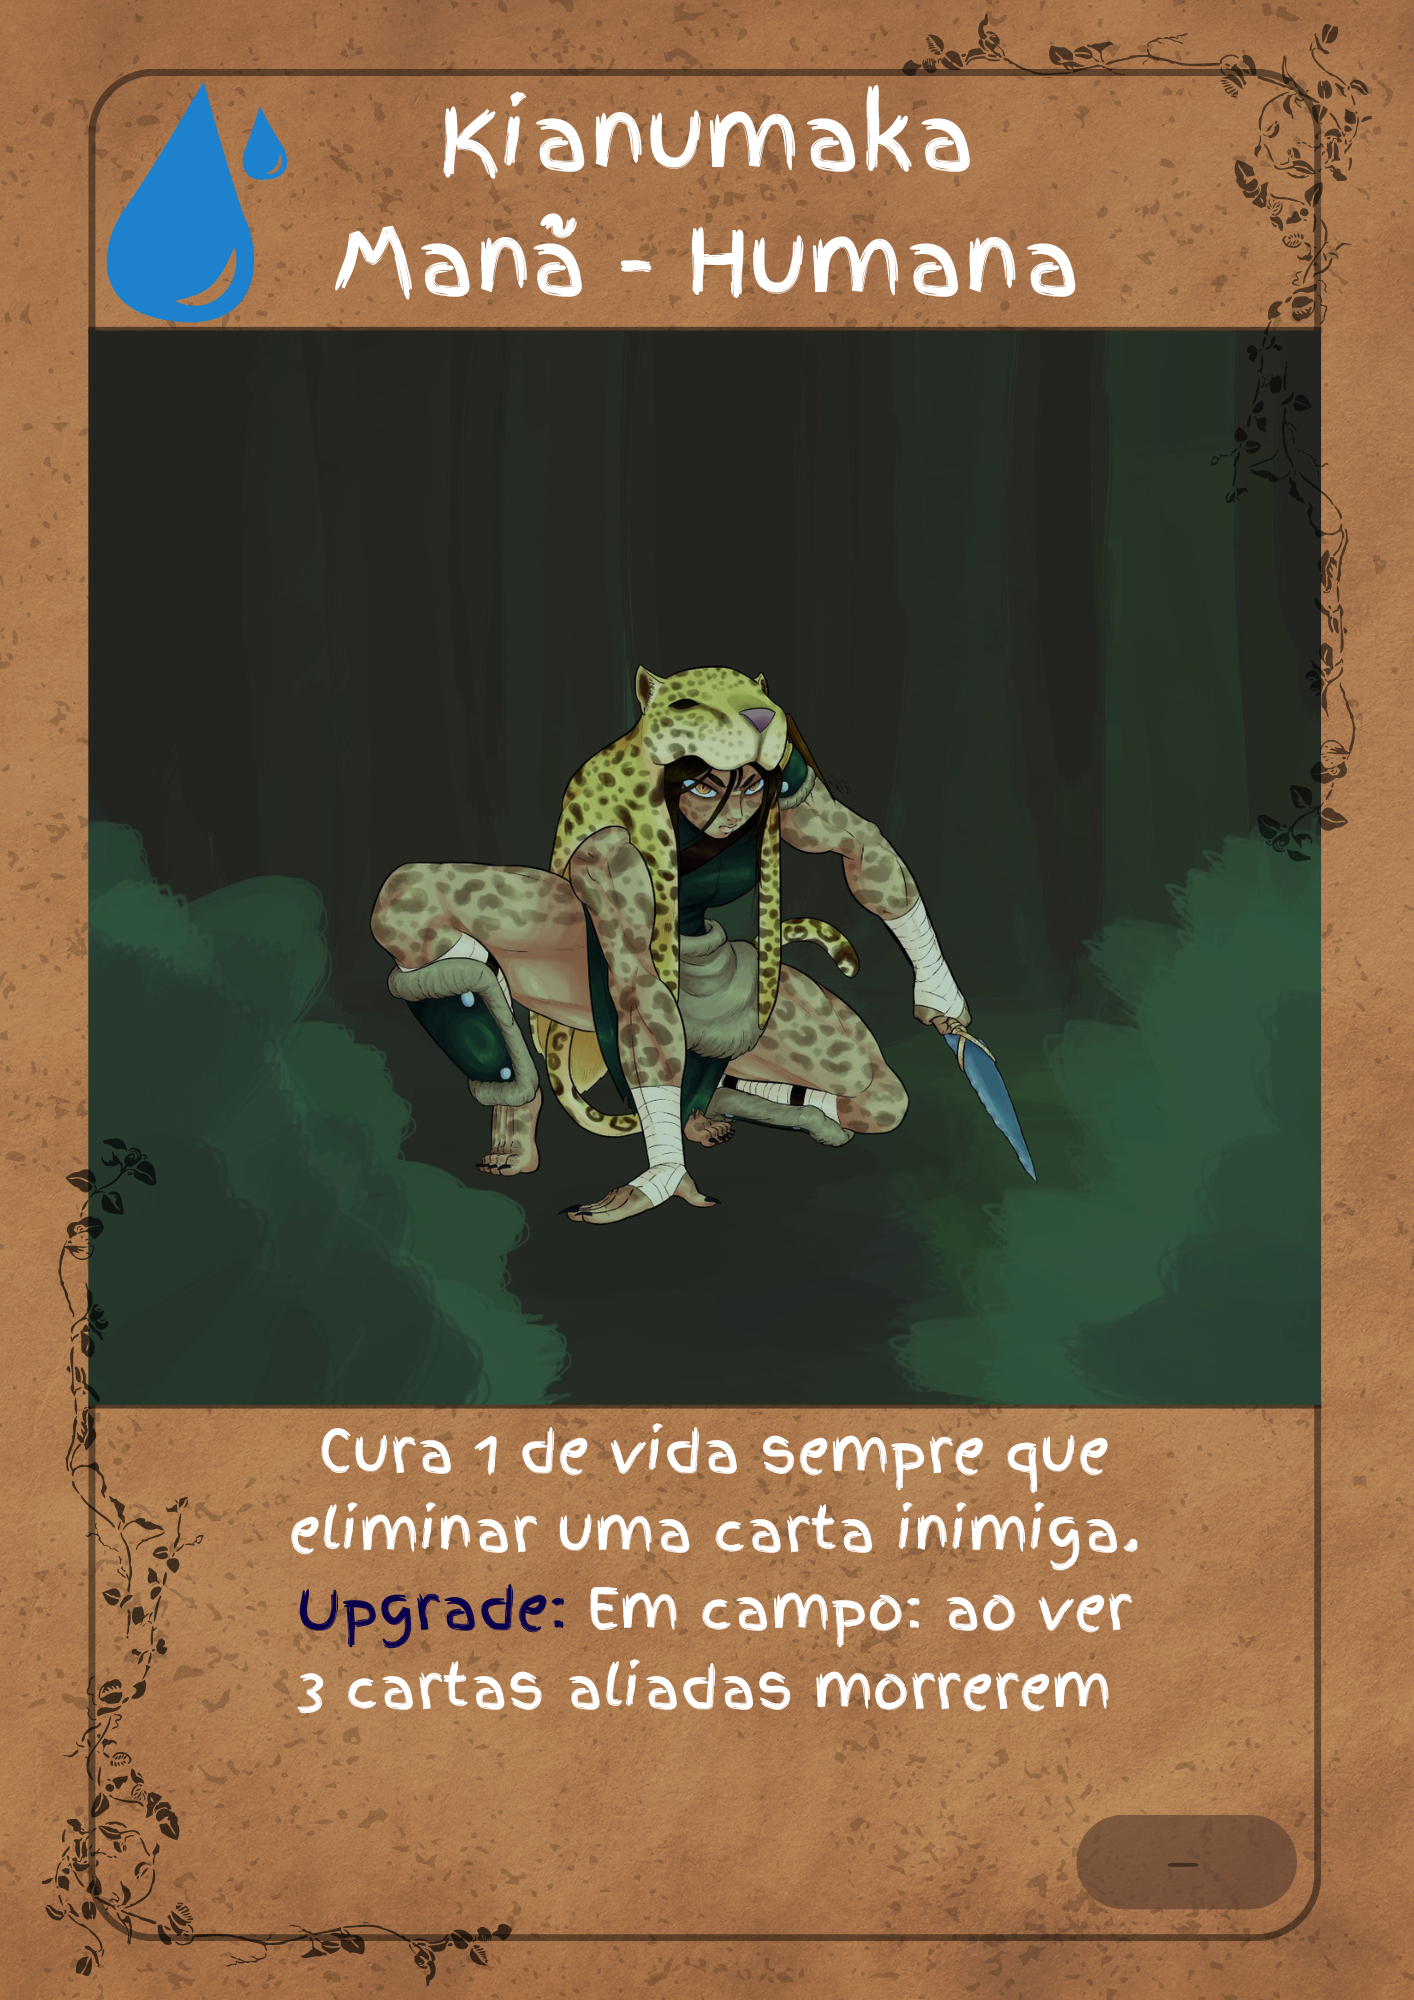 Kianumaka
Manã - Humana
Cura 1 de vida sempre que
eliminar uma carta inimiga.
Upgrade: Em campo: ao ver
3 cartas aliadas morrerem
—